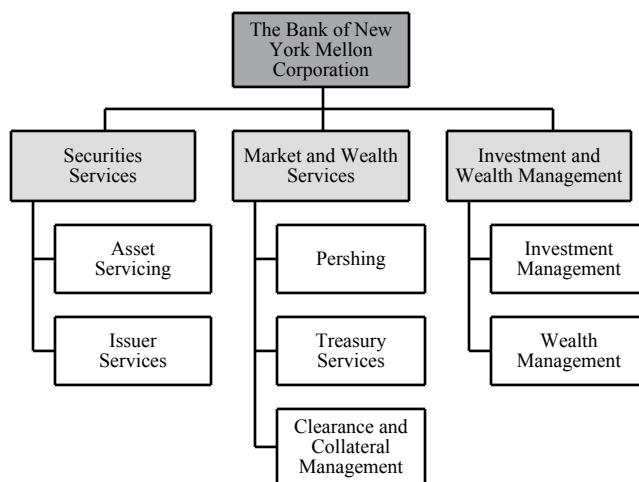 The Bank of New
York Mellon
Corporation
Securities
Services
Market and Wealth
Services
Investment and
Wealth Management
Asset
Servicing
Pershing
Investment
Management
Issuer
Services
Treasury
Services
Wealth
Management
Clearance and
Collateral
Management